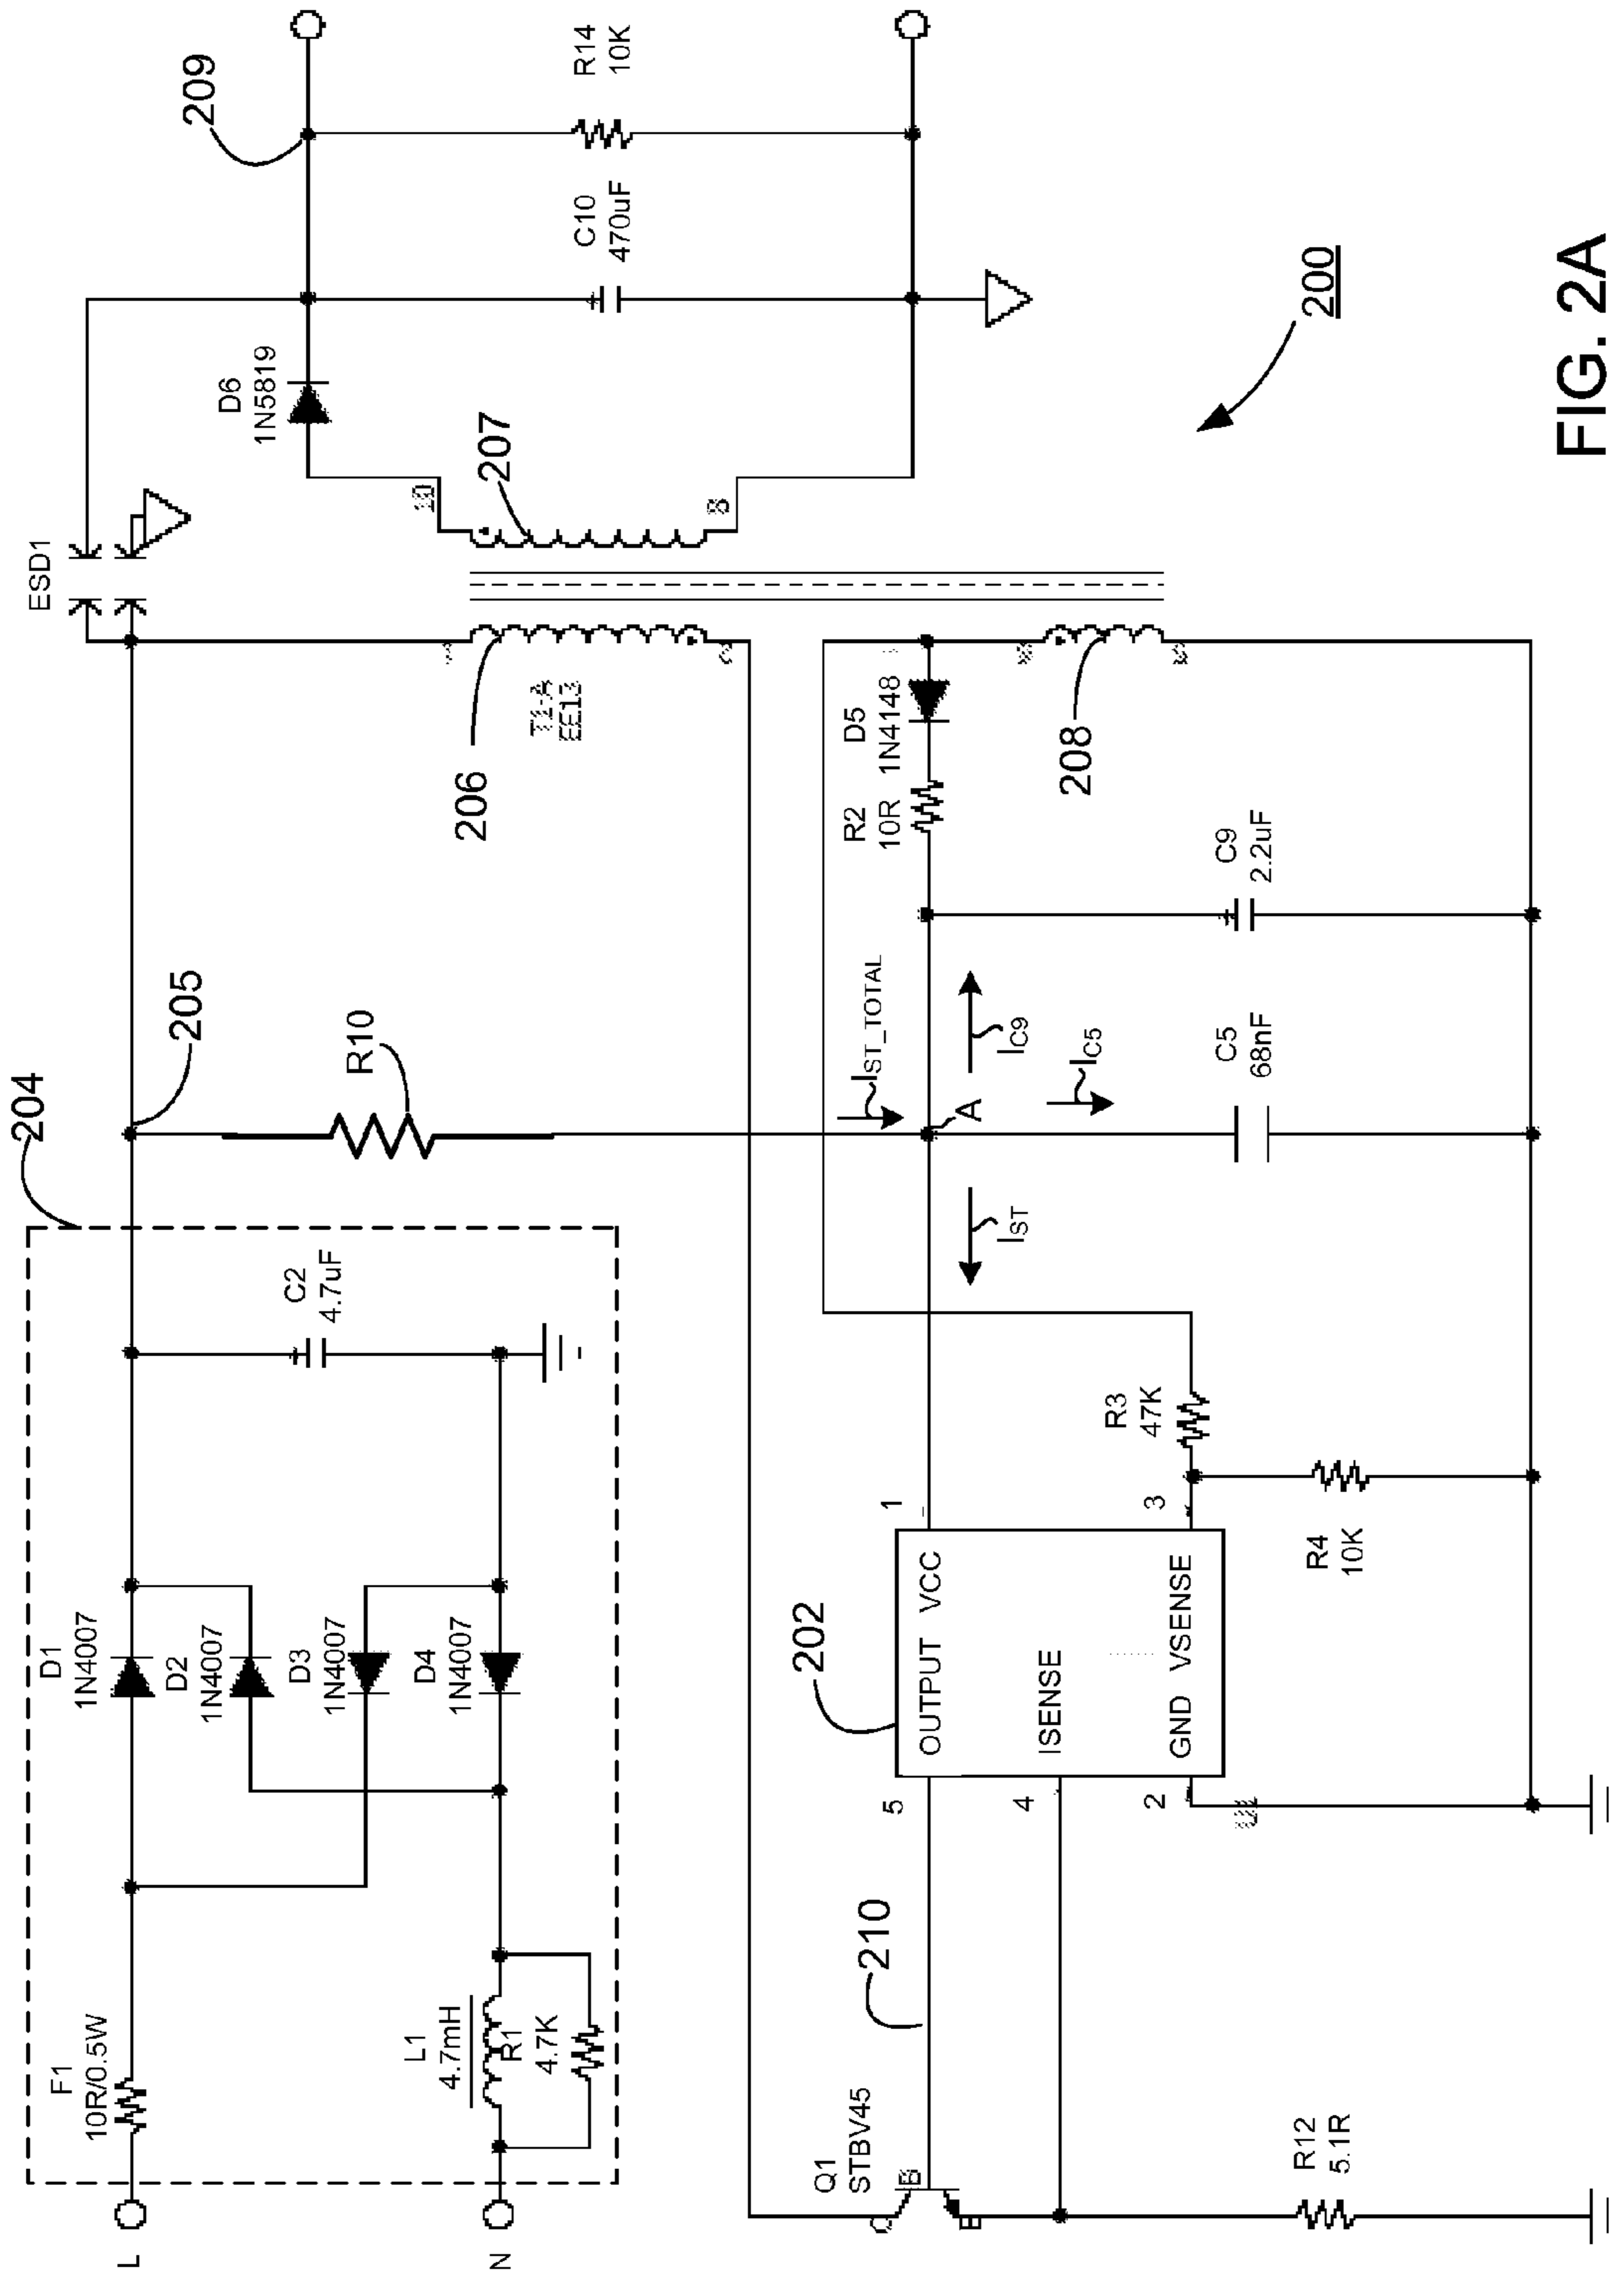 204
L
N
F1
10R/0.5W
L1
4.7mH
R1
4.7K
D1
1N4007
D2
1N4007
D3
1N4007
D4
1N4007
C2
4.7uF
205
R10
206
T1-A
EE13
ESD1
207
10
8
D6
1N5819
209
C10
470uF
R14
10K
Q1
STBV45
C
B
E
210
R12
5.1R
202
OUTPUT VCC
ISENSE
GND VSENSE
5
4
2
1
3
R3
47K
R4
10K
IST_TOTAL
IST
IC9
IC5
A
C5
68nF
C9
2.2uF
R2
10R
D5
1N4148
208
200
FIG. 2A